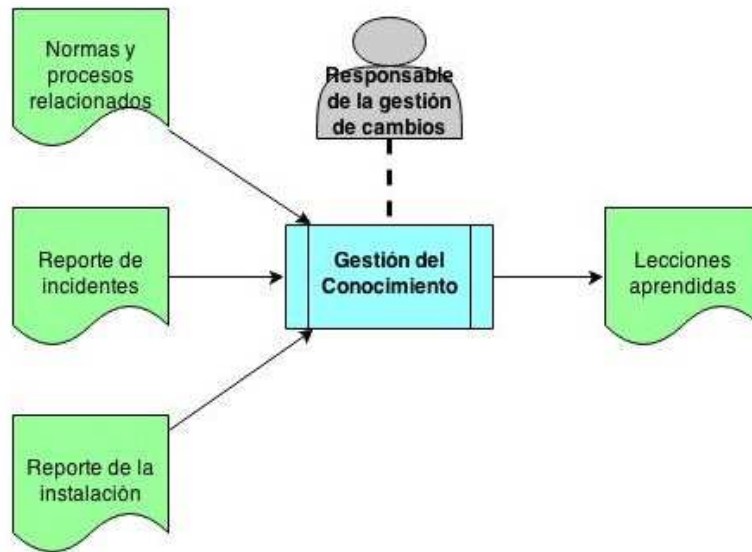 Normas y
procesos
relacionados
Responsable
de la gestión
de cambios
Reporte de
incidentes
Gestión del
Conocimiento
Lecciones
aprendidas
Reporte de la
instalación